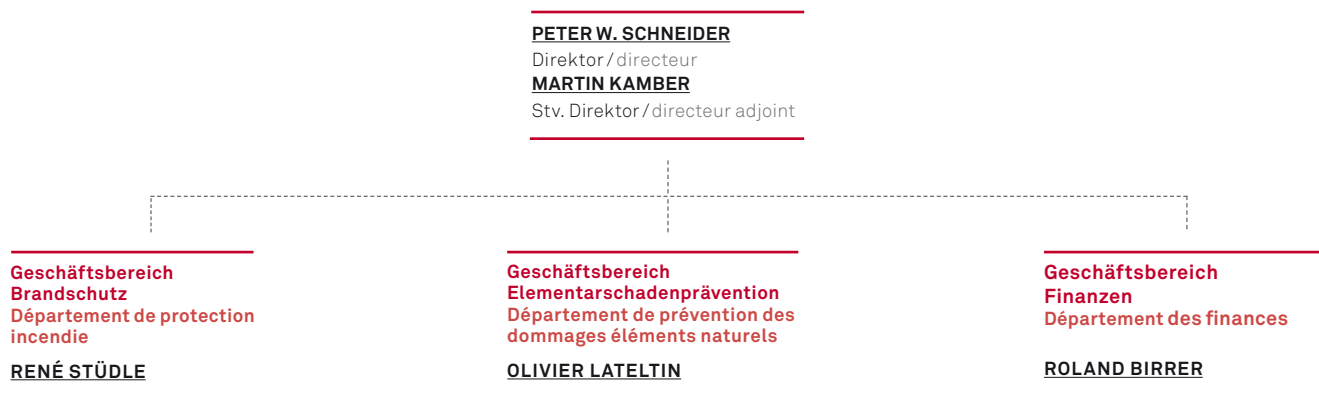 PETER W. SCHNEIDER
Direktor/directeur
MARTIN KAMBER
Stv. Direktor/directeur adjoint
Geschäftsbereich
Brandschutz
Département de protection
incendie
RENÉ STÜDLE
Geschäftsbereich
Elementarschadenprävention
Département de prévention des
dommages éléments naturels
OLIVIER LATELTIN
Geschäftsbereich
Finanzen
Département des finances
ROLAND BIRRER